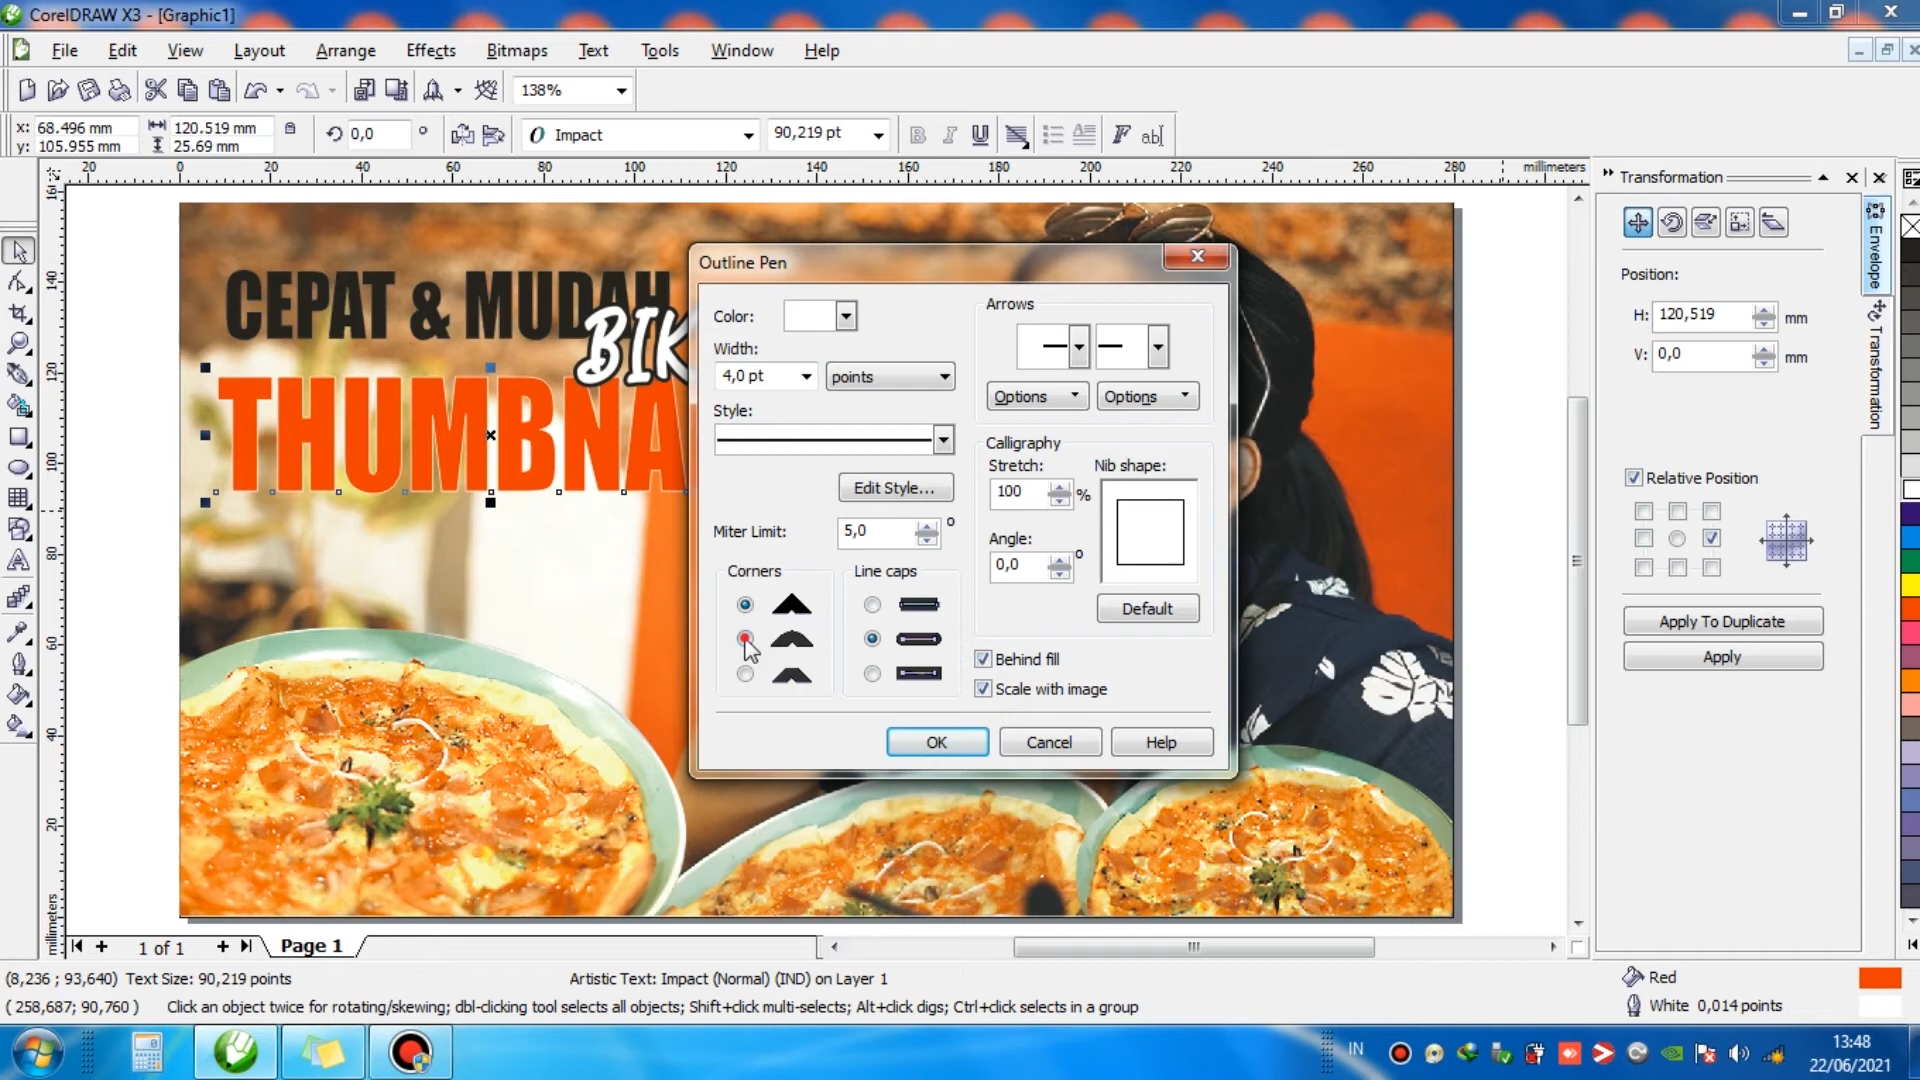 CorelDRAW X3 - [Graphic1]
File Edit View Layout Arrange Effects Bitmaps Text Tools Window Help
138%
x: 68.496 mm 120.519 mm 0,0 ° Impact 90,219 pt
y: 105.955 mm 25.69 mm
20 0 20 40 60 80 100 120 140 160 180 200 220 240 260 280 millimeters
Transformation
Envelope
Transformation
Position:
H: 120,519 mm
V: 0,0 mm
Relative Position
Apply To Duplicate
Apply
CEPAT & MUDAH
BIK
THUMBNA
Outline Pen
Color:
Width:
4,0 pt points
Style:
Edit Style...
Miter Limit: 5,0 °
Corners Line caps
Arrows
Options Options
Calligraphy
Stretch: Nib shape:
100 %
Angle:
0,0 °
Default
Behind fill
Scale with image
OK Cancel Help
140
120
100
80
60
40
20
millimeters
1 of 1 Page 1
(8,236 ; 93,640) Text Size: 90,219 points Artistic Text: Impact (Normal) (IND) on Layer 1 Red
( 258,687; 90,760 ) Click an object twice for rotating/skewing; dbl-clicking tool selects all objects; Shift+click multi-selects; Alt+click digs; Ctrl+click selects in a group White 0,014 points
IN 13:48
22/06/2021